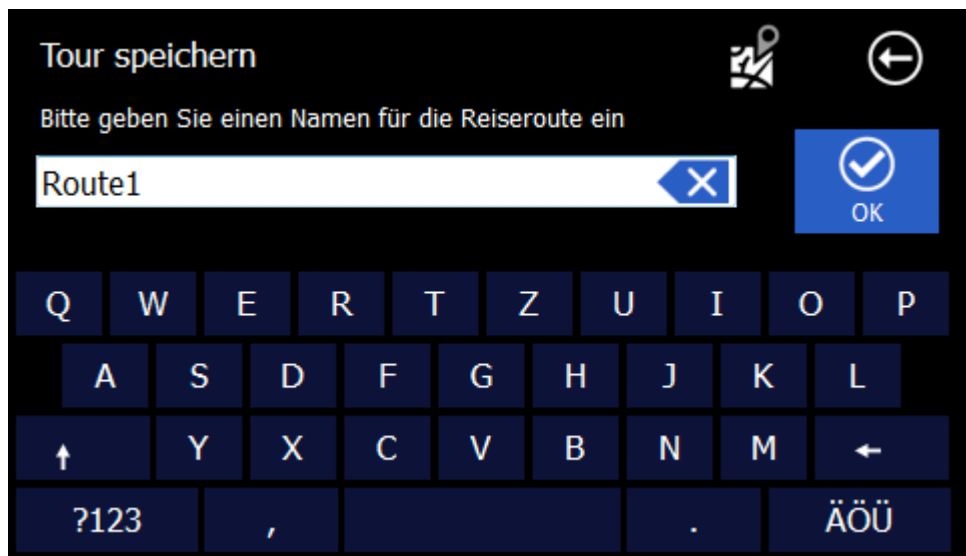 Tour speichern
Bitte geben Sie einen Namen für die Reiseroute ein
Route1
OK
Q W E R T Z U I O P
A S D F G H J K L
Y X C V B N M
?123 , . ÄÖÜ